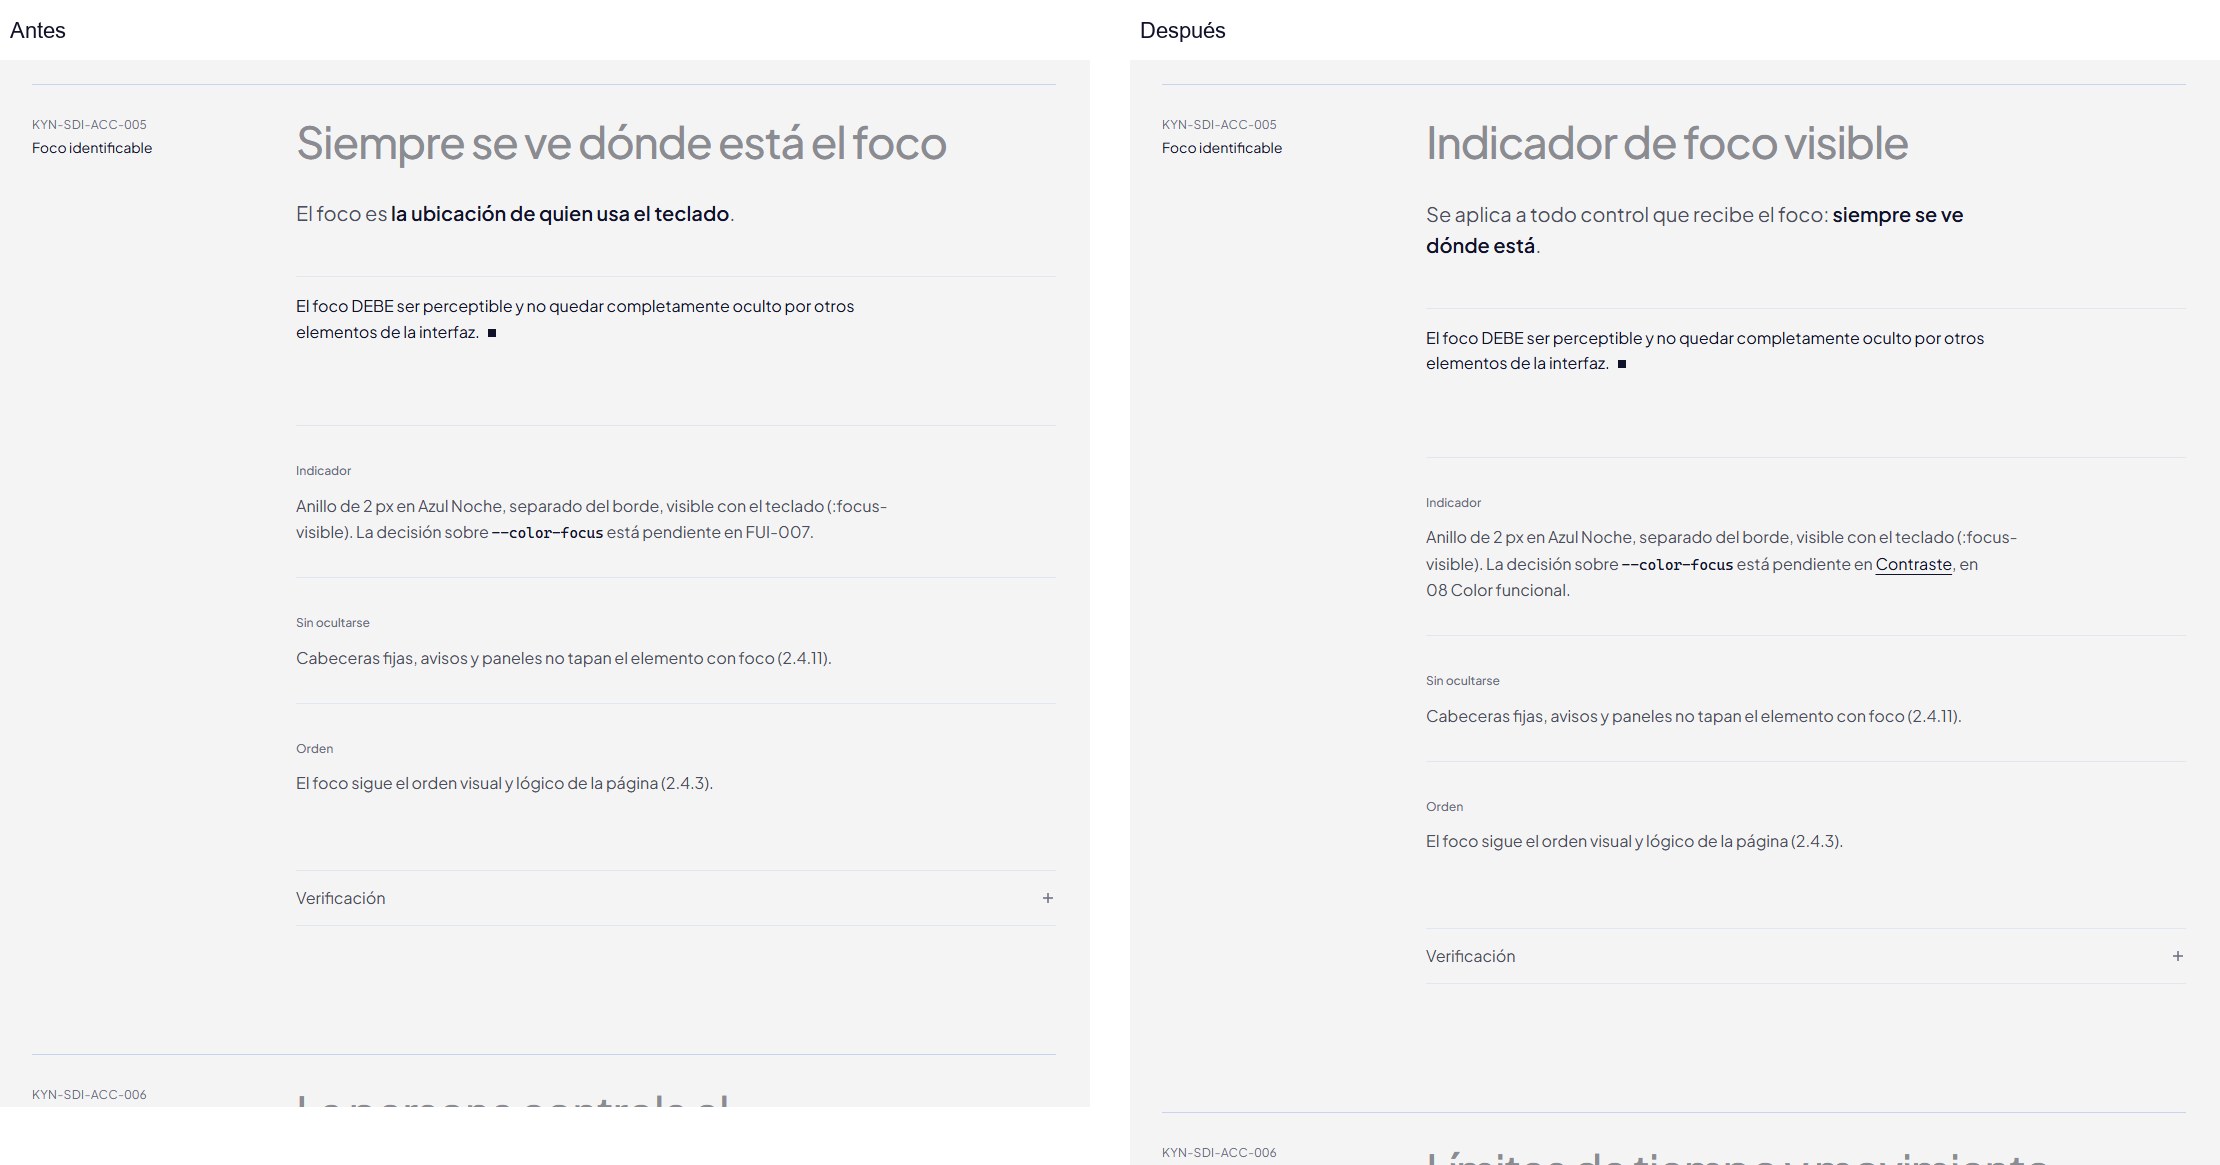 Antes
KYN-SDI-ACC-005
Foco identificable
Siempre se ve dónde está el foco
El foco es la ubicación de quien usa el teclado.
El foco DEBE ser perceptible y no quedar completamente oculto por otros
elementos de la interfaz.
Indicador
Anillo de 2 px en Azul Noche, separado del borde, visible con el teclado (:focus-
visible). La decisión sobre --color-focus está pendiente en FUI-007.
Sin ocultarse
Cabeceras fijas, avisos y paneles no tapan el elemento con foco (2.4.11).
Orden
El foco sigue el orden visual y lógico de la página (2.4.3).
Verificación +
KYN-SDI-ACC-006
La persona controla el
Después
KYN-SDI-ACC-005
Foco identificable
Indicador de foco visible
Se aplica a todo control que recibe el foco: siempre se ve
dónde está.
El foco DEBE ser perceptible y no quedar completamente oculto por otros
elementos de la interfaz.
Indicador
Anillo de 2 px en Azul Noche, separado del borde, visible con el teclado (:focus-
visible). La decisión sobre --color-focus está pendiente en Contraste, en
08 Color funcional.
Sin ocultarse
Cabeceras fijas, avisos y paneles no tapan el elemento con foco (2.4.11).
Orden
El foco sigue el orden visual y lógico de la página (2.4.3).
Verificación +
KYN-SDI-ACC-006
Límites de tiempo y movimiento